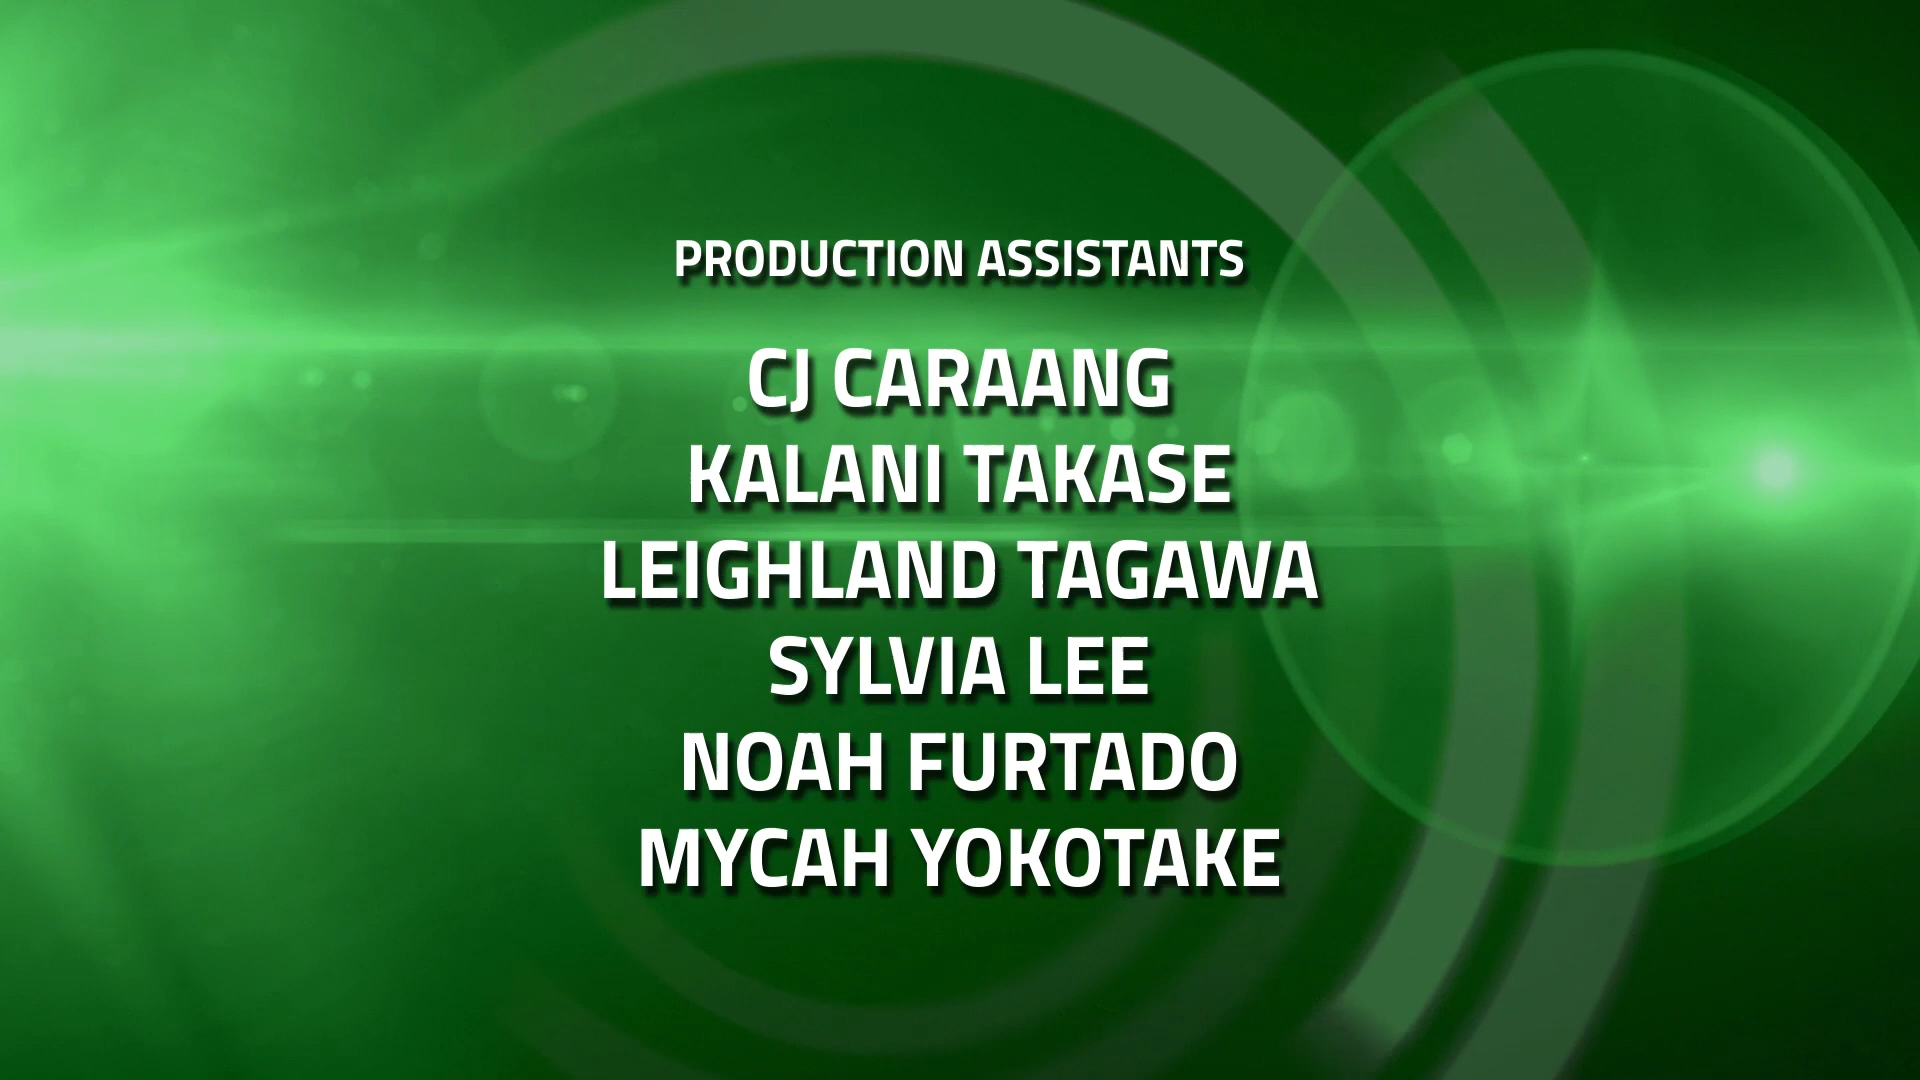 PRODUCTION ASSISTANTS
CJ CARAANG
KALANI TAKASE
LEIGHLAND TAGAWA
SYLVIA LEE
NOAH FURTADO
MYCAH YOKOTAKE